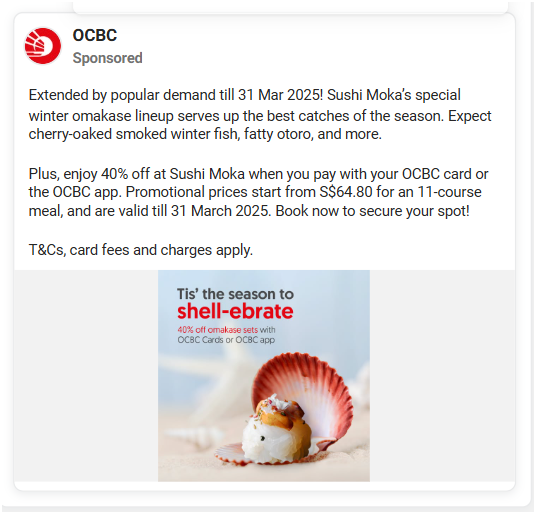 OCBC
Sponsored
Extended by popular demand till 31 Mar 2025! Sushi Moka’s special
winter omakase lineup serves up the best catches of the season. Expect
cherry-oaked smoked winter fish, fatty otoro, and more.
Plus, enjoy 40% off at Sushi Moka when you pay with your OCBC card or
the OCBC app. Promotional prices start from S$64.80 for an 11-course
meal, and are valid till 31 March 2025. Book now to secure your spot!
T&Cs, card fees and charges apply.
Tis’ the season to
shell-ebrate
40% off omakase sets with
OCBC Cards or OCBC app